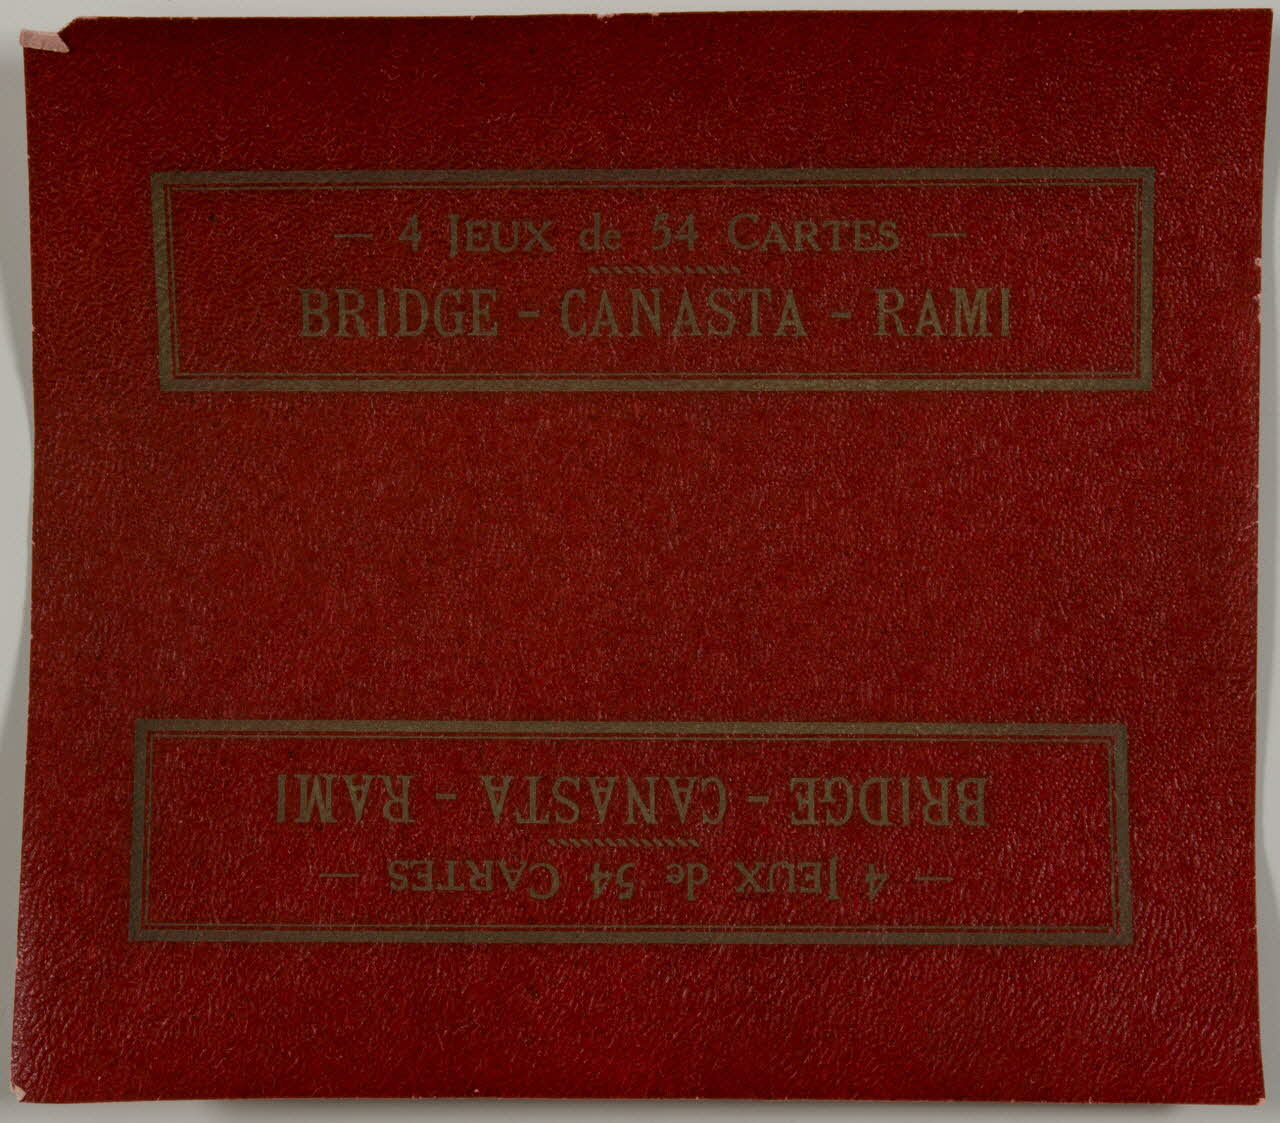 — 4 JEUX de 54 CARTES —
BRIDGE - CANASTA - RAMI
— 4 JEUX de 54 CARTES —
BRIDGE - CANASTA - RAMI